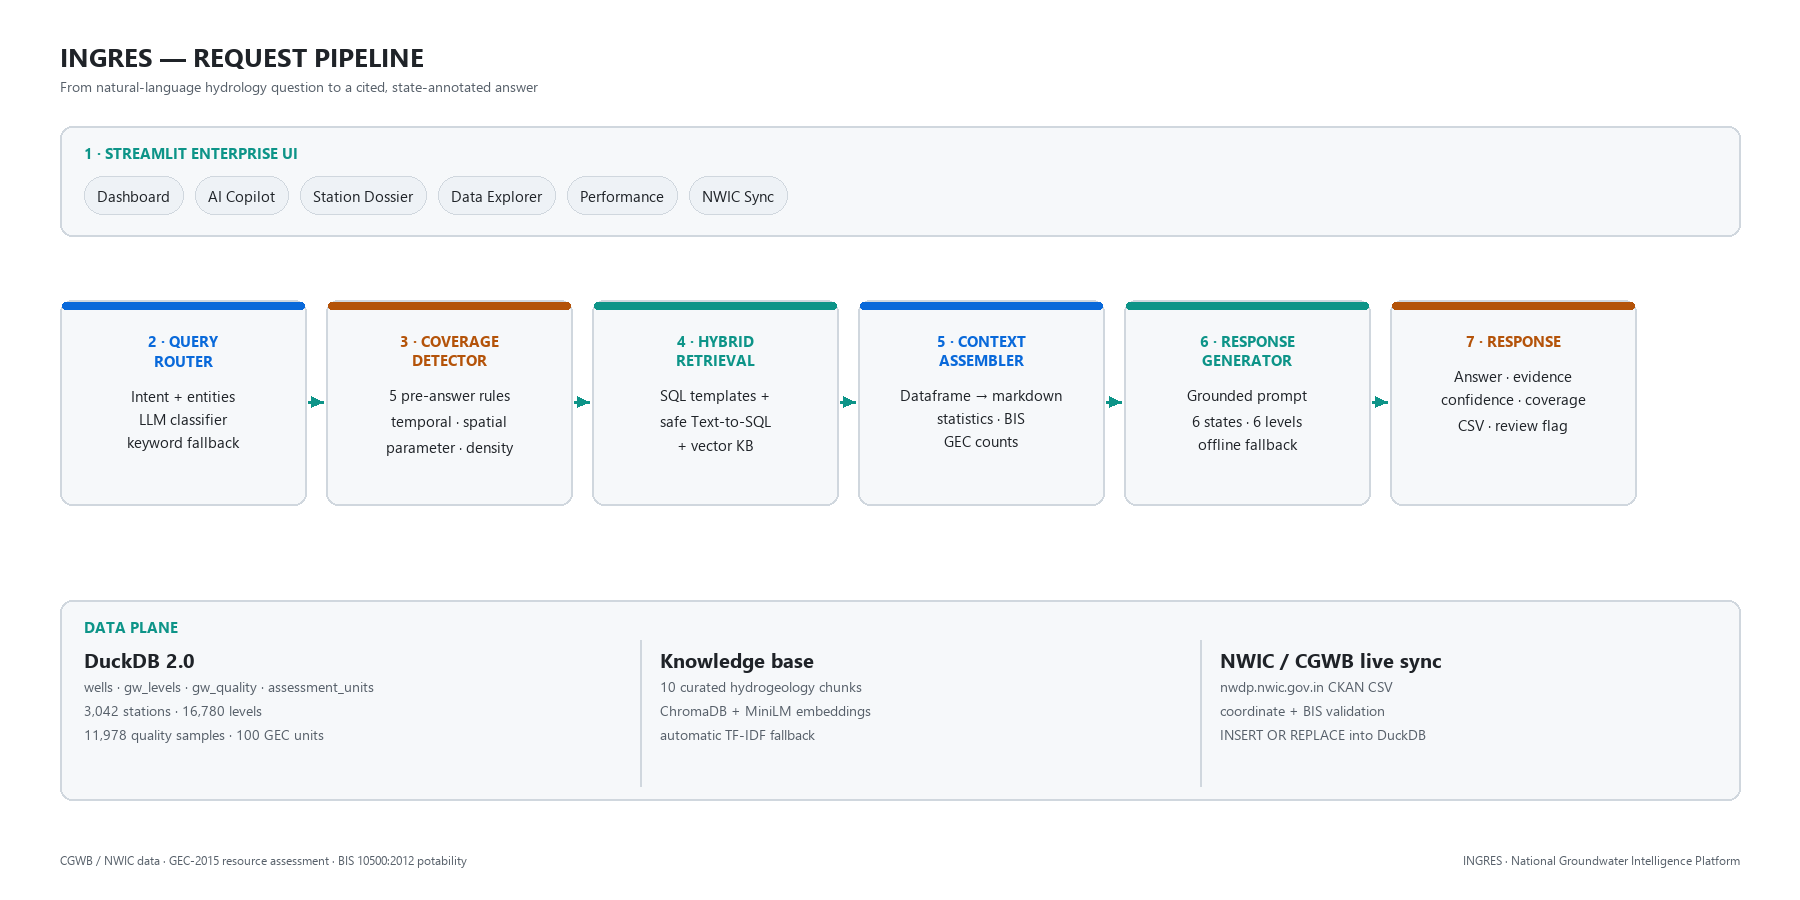 INGRES — REQUEST PIPELINE
From natural-language hydrology question to a cited, state-annotated answer
1 · STREAMLIT ENTERPRISE UI
Dashboard
AI Copilot
Station Dossier
Data Explorer
Performance
NWIC Sync
2 · QUERY
ROUTER
Intent + entities
LLM classifier
keyword fallback
3 · COVERAGE
DETECTOR
5 pre-answer rules
temporal · spatial
parameter · density
4 · HYBRID
RETRIEVAL
SQL templates +
safe Text-to-SQL
+ vector KB
5 · CONTEXT
ASSEMBLER
Dataframe → markdown
statistics · BIS
GEC counts
6 · RESPONSE
GENERATOR
Grounded prompt
6 states · 6 levels
offline fallback
7 · RESPONSE
Answer · evidence
confidence · coverage
CSV · review flag
DATA PLANE
DuckDB 2.0
wells · gw_levels · gw_quality · assessment_units
3,042 stations · 16,780 levels
11,978 quality samples · 100 GEC units
Knowledge base
10 curated hydrogeology chunks
ChromaDB + MiniLM embeddings
automatic TF-IDF fallback
NWIC / CGWB live sync
nwdp.nwic.gov.in CKAN CSV
coordinate + BIS validation
INSERT OR REPLACE into DuckDB
CGWB / NWIC data · GEC-2015 resource assessment · BIS 10500:2012 potability
INGRES · National Groundwater Intelligence Platform